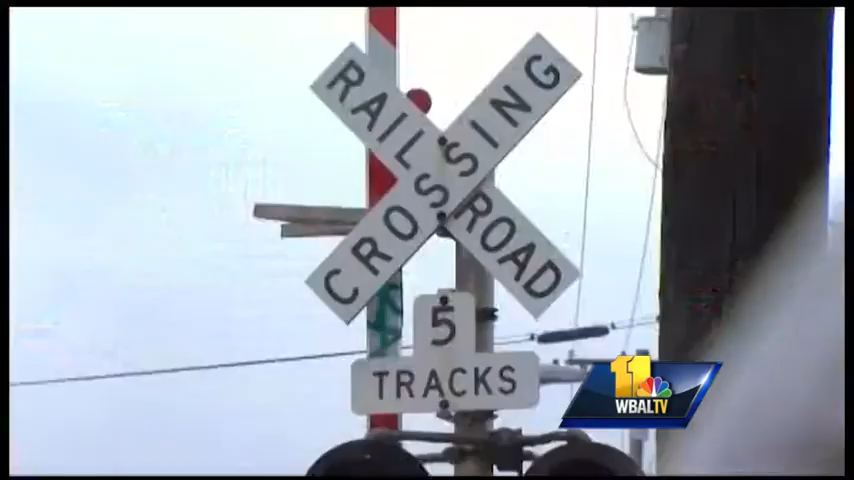 RAILROAD
CROSSING
5
TRACKS
11
WBALTV